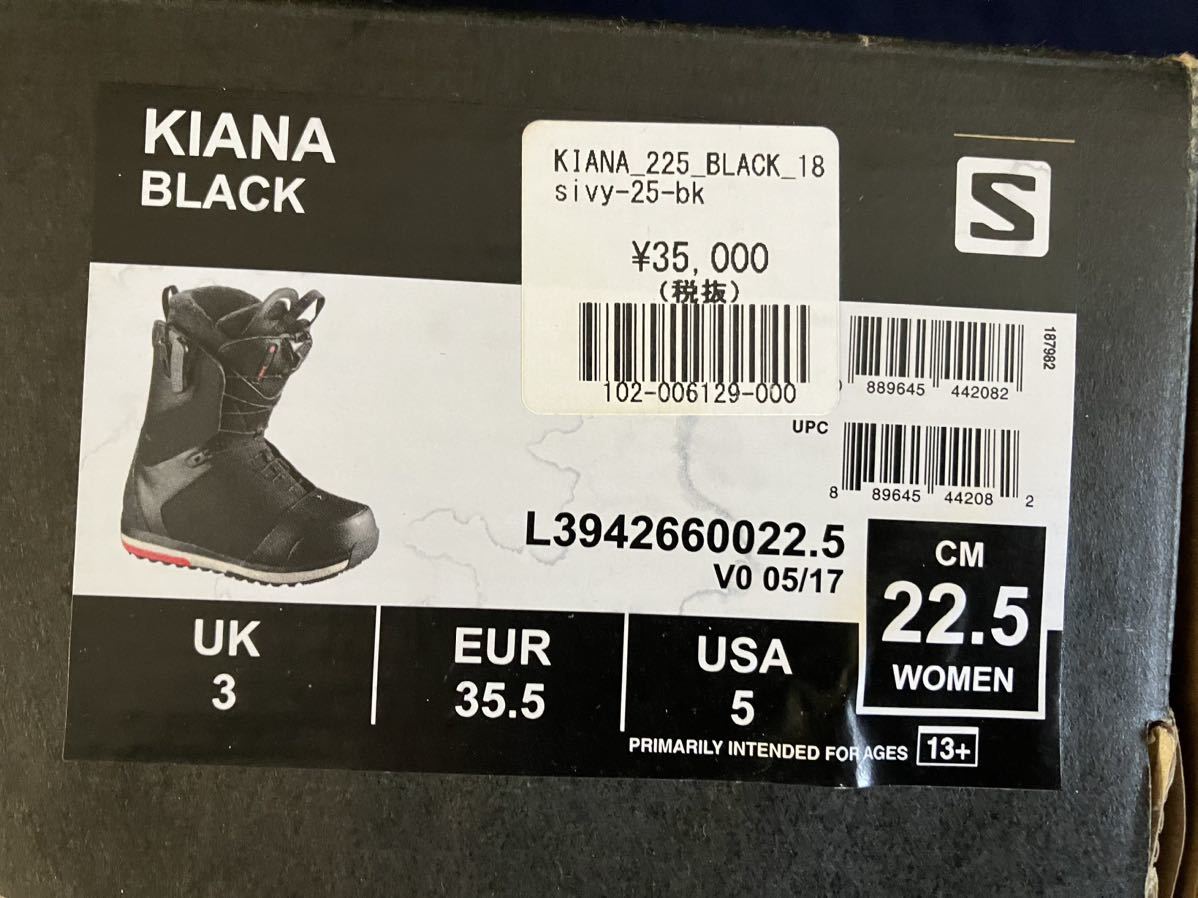 KIANA
BLACK
KIANA_225_BLACK_18
sivy-25-bk
¥35,000
(税抜)
102-006129-000
S
187982
889645 442082
UPC
8 89645 44208 2
L3942660022.5
V0 05/17
CM
22.5
WOMEN
UK
3
EUR
35.5
USA
5
PRIMARILY INTENDED FOR AGES 13+